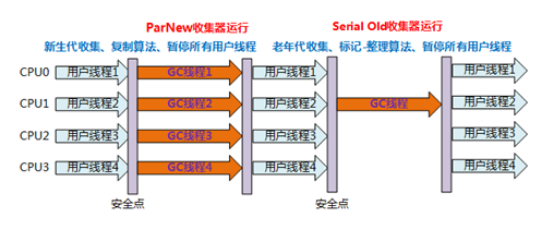 ParNew收集器运行 Serial Old收集器运行
新生代收集、复制算法、暂停所有用户线程 老年代收集、标记-整理算法、暂停所有用户线程
CPU0 用户线程1 GC线程1 用户线程1 用户线程1
CPU1 用户线程2 GC线程2 用户线程2 GC线程 用户线程2
CPU2 用户线程3 GC线程3 用户线程3 用户线程3
CPU3 用户线程4 GC线程4 用户线程4 用户线程4
安全点 安全点